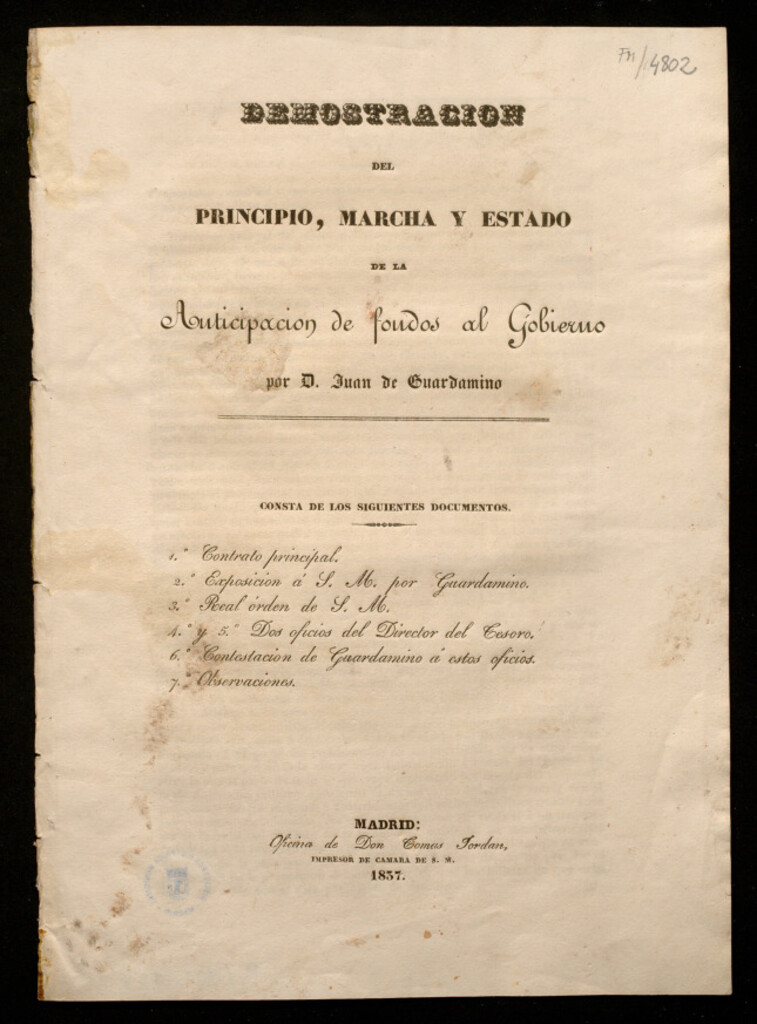 Fn/4802
DEMOSTRACION
DEL
PRINCIPIO, MARCHA Y ESTADO
DE LA
Anticipacion de fondos al Gobierno
por D. Juan de Guardamino
CONSTA DE LOS SIGUIENTES DOCUMENTOS.
1.º Contrato principal.
2.º Exposicion á S. M. por Guardamino.
3.º Real órden de S. M.
4.º y 5.º Dos oficios del Director del Tesoro.
6.º Contestacion de Guardamino á estos oficios.
7.º Observaciones.
MADRID:
Oficina de Don Tomas Jordan,
IMPRESOR DE CAMARA DE S. M.
1837.